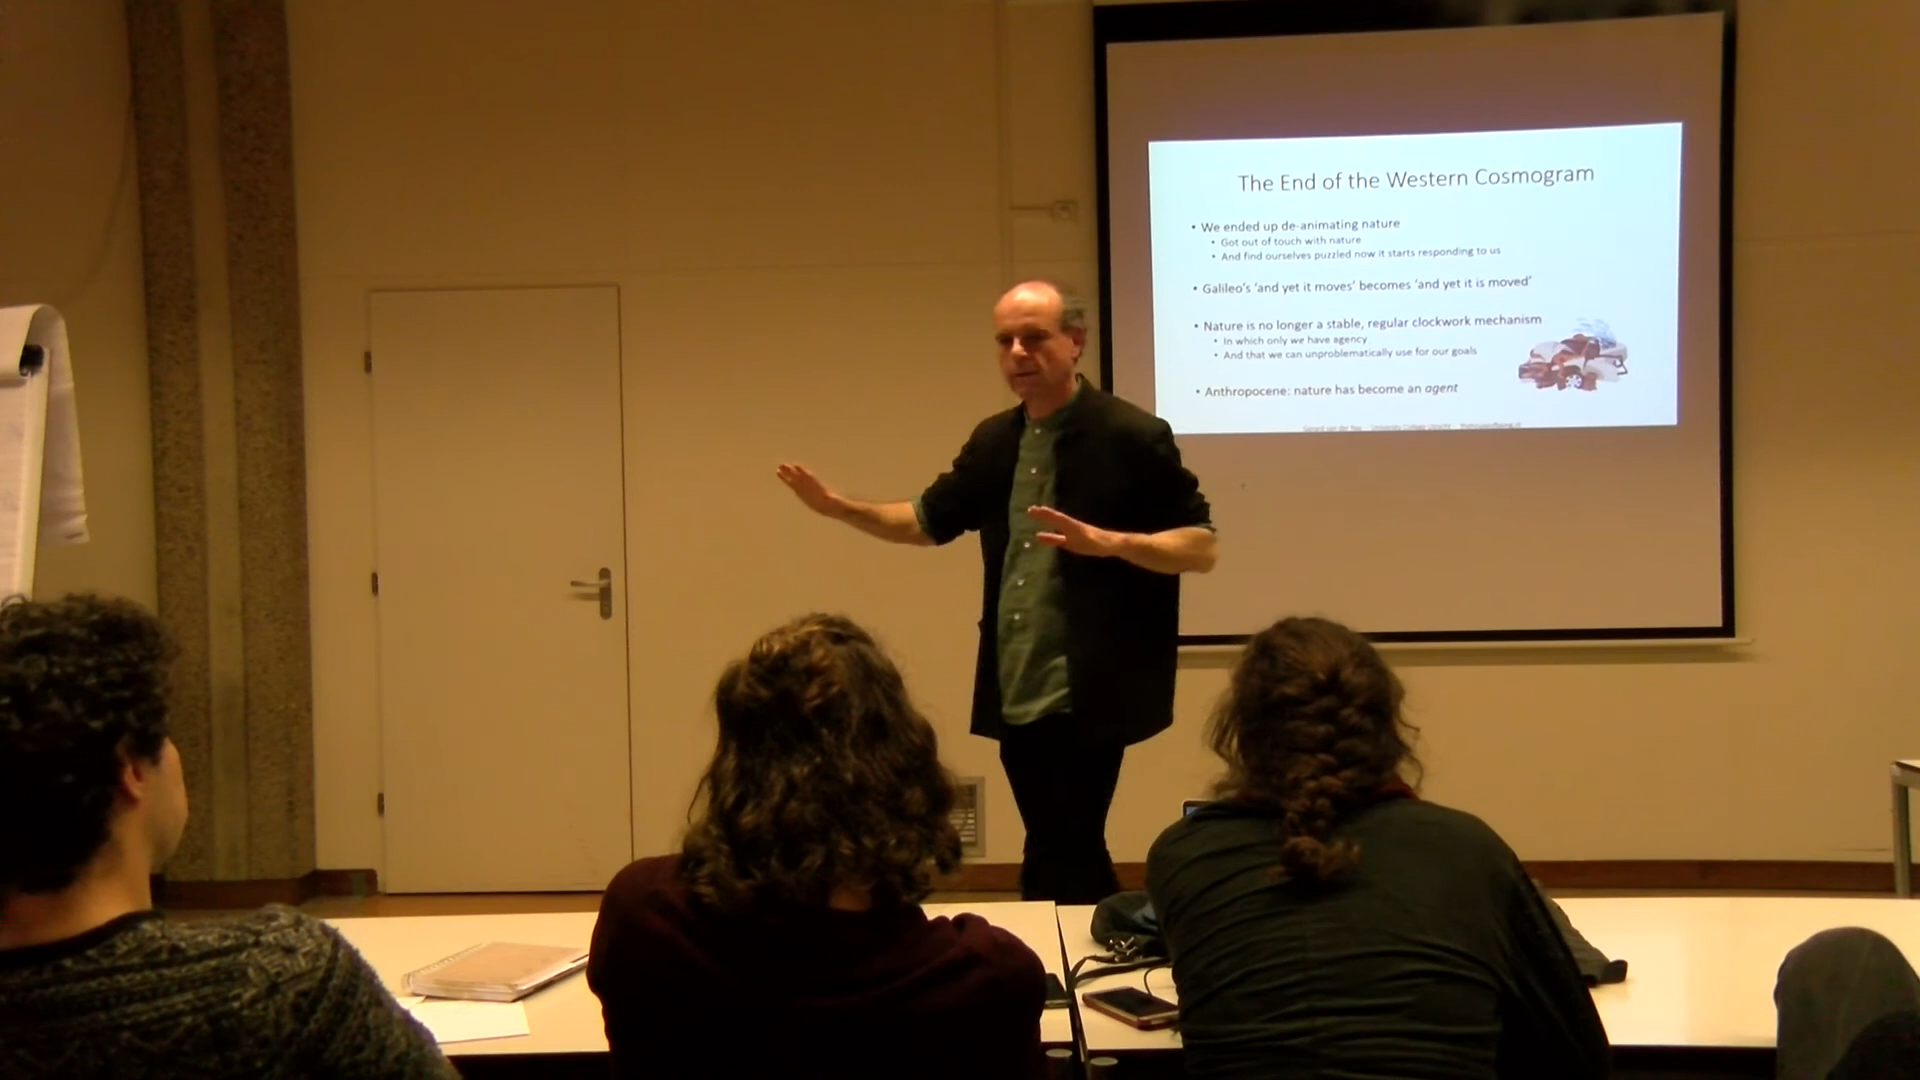 The End of the Western Cosmogram
• We ended up de-animating nature
• Got out of touch with nature
• And find ourselves puzzled now it starts responding to us
• Galileo's 'and yet it moves' becomes 'and yet it is moved'
• Nature is no longer a stable, regular clockwork mechanism
• In which only we have agency
• And that we can unproblematically use for our goals
• Anthropocene: nature has become an agent
University College Utrecht